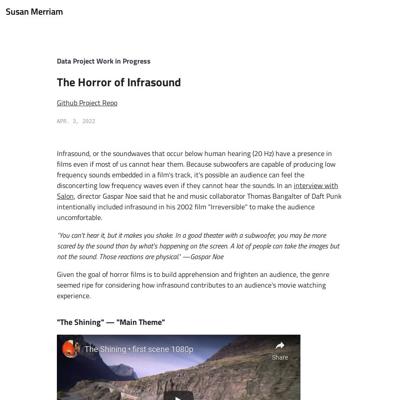 Susan Merriam
Data Project Work in Progress
The Horror of Infrasound
Github Project Repo
APR. 3, 2022
Infrasound, or the soundwaves that occur below human hearing (20 Hz) have a presence in
films even if most of us cannot hear them. Because subwoofers are capable of producing low
frequency sounds embedded in a film's track, it's possible an audience can feel the
disconcerting low frequency waves even if they cannot hear the sounds. In an interview with
Salon, director Gaspar Noe said that he and music collaborator Thomas Bangalter of Daft Punk
intentionally included infrasound in his 2002 film "Irreversible" to make the audience
uncomfortable.
"You can't hear it, but it makes you shake. In a good theater with a subwoofer, you may be more
scared by the sound than by what's happening on the screen. A lot of people can take the images but
not the sound. Those reactions are physical." —Gaspar Noe
Given the goal of horror films is to build apprehension and frighten an audience, the genre
seemed ripe for considering how infrasound contributes to an audience's movie watching
experience.
"The Shining" — "Main Theme"
The Shining • first scene 1080p
Share